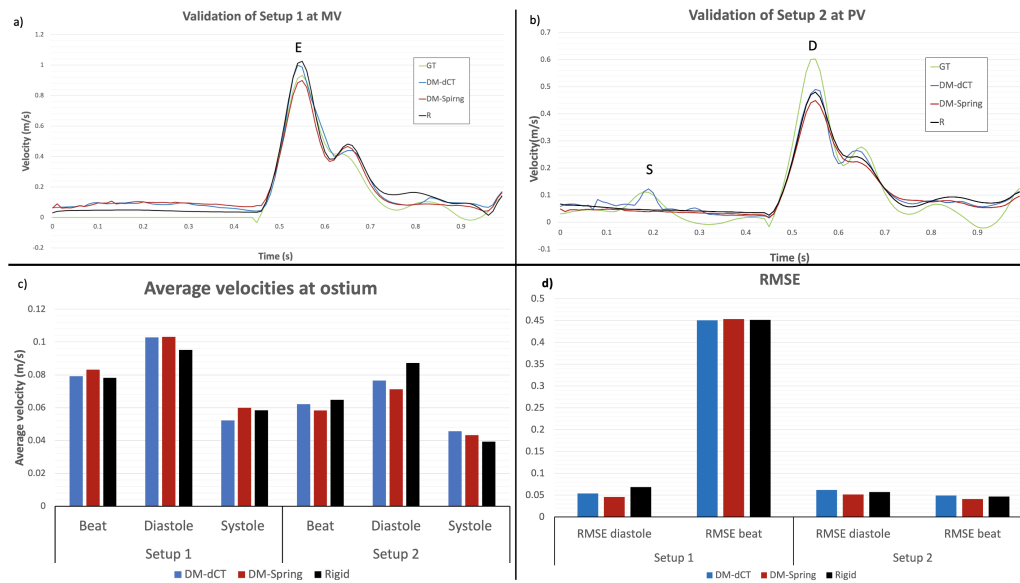 a)
Validation of Setup 1 at MV
1.2
1
0.8
0.6
0.4
0.2
0
-0.2
Velocity(m/s)
E
GT
DM-dCT
DM-Spirng
R
0 0.1 0.2 0.3 0.4 0.5 0.6 0.7 0.8 0.9
Time (s)
b)
Validation of Setup 2 at PV
0.7
0.6
0.5
0.4
0.3
0.2
0.1
0
-0.1
Velocity(m/s)
S
D
GT
DM-dCT
DM-Spring
R
0 0.1 0.2 0.3 0.4 0.5 0.6 0.7 0.8 0.9
Time (s)
c)
Average velocities at ostium
0.12
0.1
0.08
0.06
0.04
0.02
0
Average velocity (m/s)
Beat Diastole Systole Beat Diastole Systole
Setup 1 Setup 2
DM-dCT DM-Spring Rigid
d)
RMSE
0.5
0.45
0.4
0.35
0.3
0.25
0.2
0.15
0.1
0.05
0
RMSE diastole RMSE beat RMSE diastole RMSE beat
Setup 1 Setup 2
DM-dCT DM-Spring Rigid